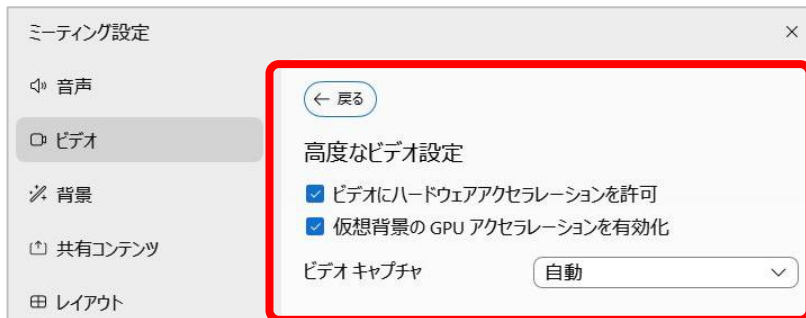 ミーティング設定
音声
ビデオ
背景
共有コンテンツ
レイアウト
戻る
高度なビデオ設定
ビデオにハードウェアアクセラレーションを許可
仮想背景の GPU アクセラレーションを有効化
ビデオ キャプチャ
自動